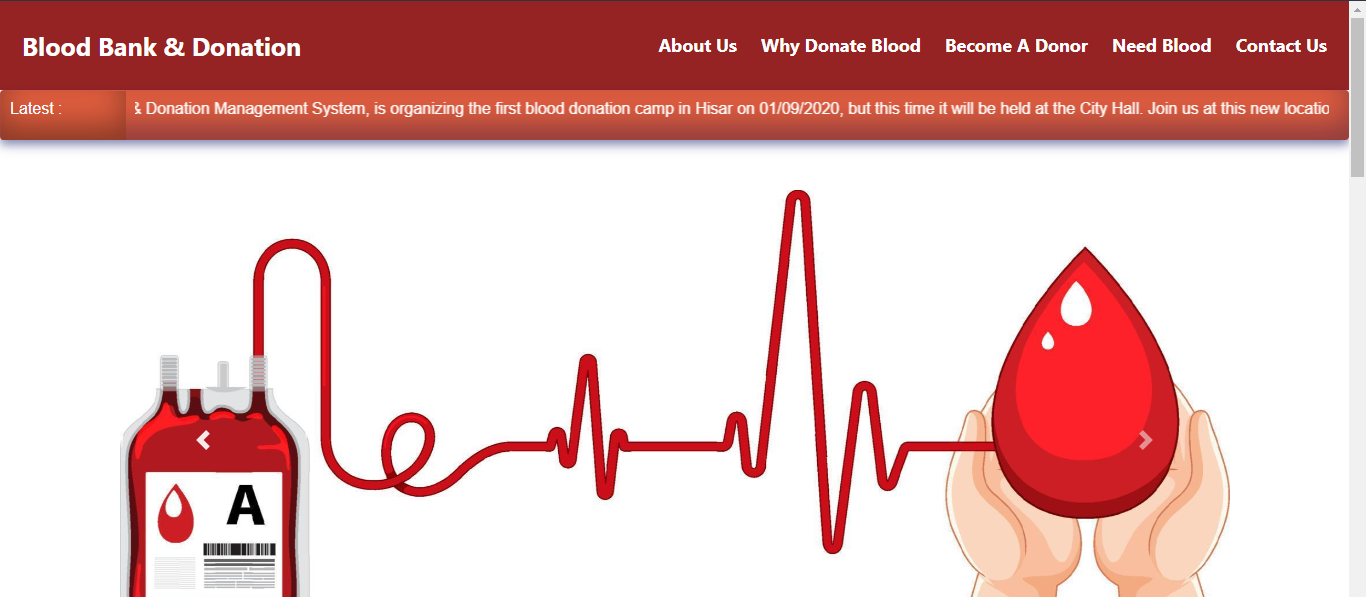 Blood Bank & Donation
About Us Why Donate Blood Become A Donor Need Blood Contact Us
Latest : & Donation Management System, is organizing the first blood donation camp in Hisar on 01/09/2020, but this time it will be held at the City Hall. Join us at this new locatio
A